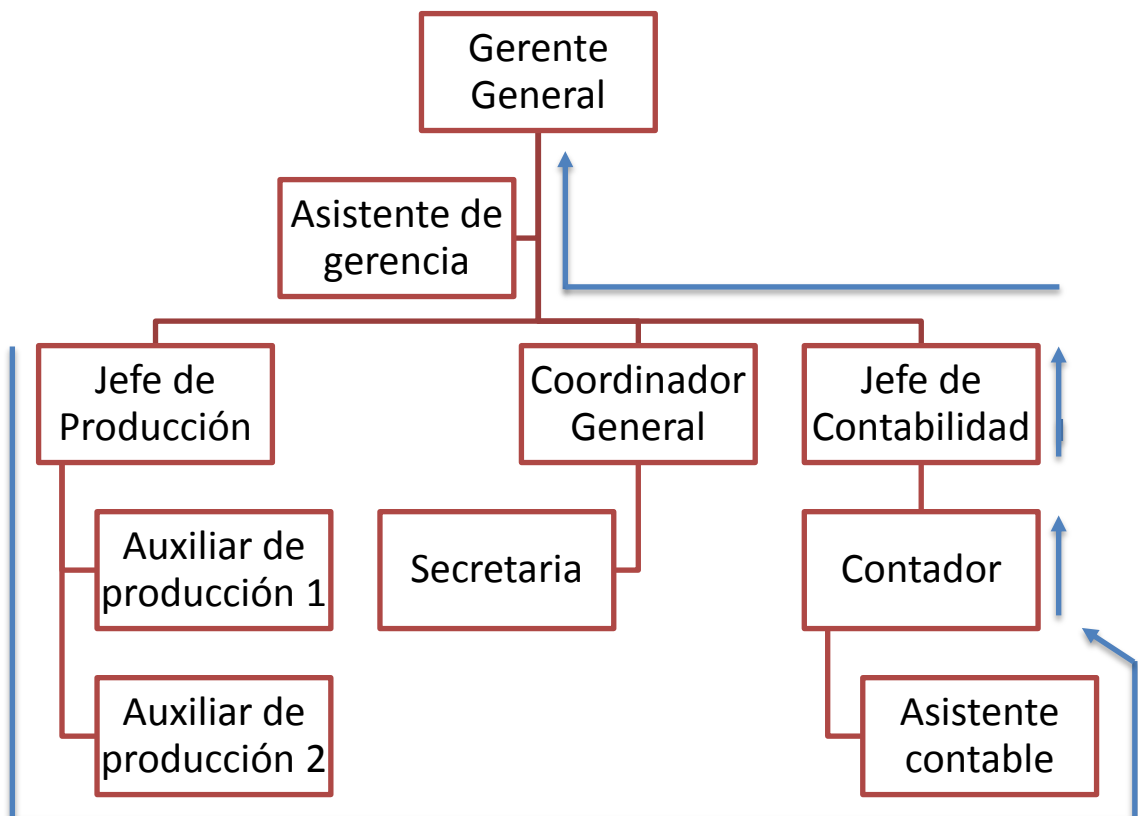 Gerente
General
Asistente de
gerencia
Jefe de
Producción
Coordinador
General
Jefe de
Contabilidad
Auxiliar de
producción 1
Secretaria
Contador
Auxiliar de
producción 2
Asistente
contable